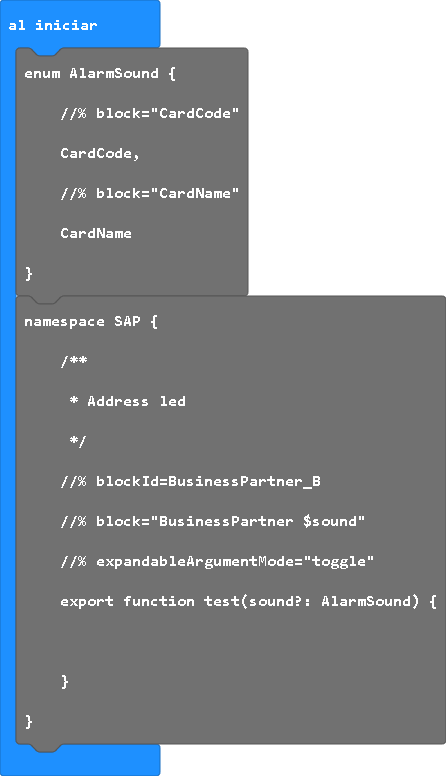 al iniciar
enum AlarmSound {
//% block="CardCode"
CardCode,
//% block="CardName"
CardName
}
namespace SAP {
/**
* Address led
*/
//% blockId=BusinessPartner_B
//% block="BusinessPartner $sound"
//% expandableArgumentMode="toggle"
export function test(sound?: AlarmSound) {
}
}